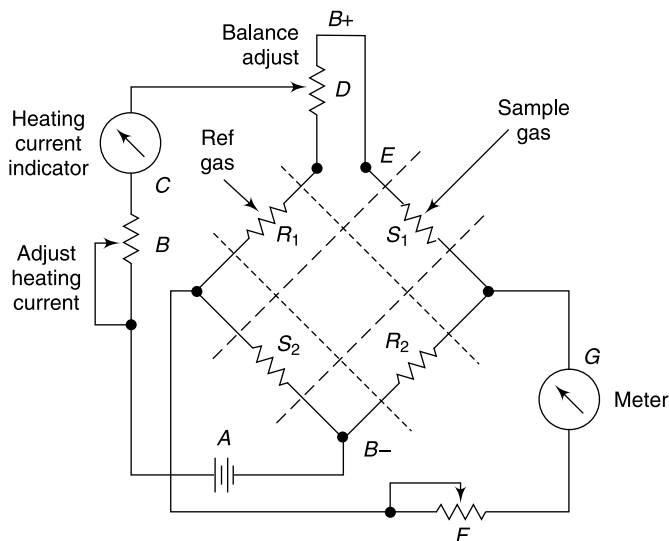 B+
Balance
adjust
D
Heating
current
indicator
C
Ref
gas
E
Sample
gas
R1
S1
Adjust
heating
current
B
S2
R2
G
Meter
A
B−
F